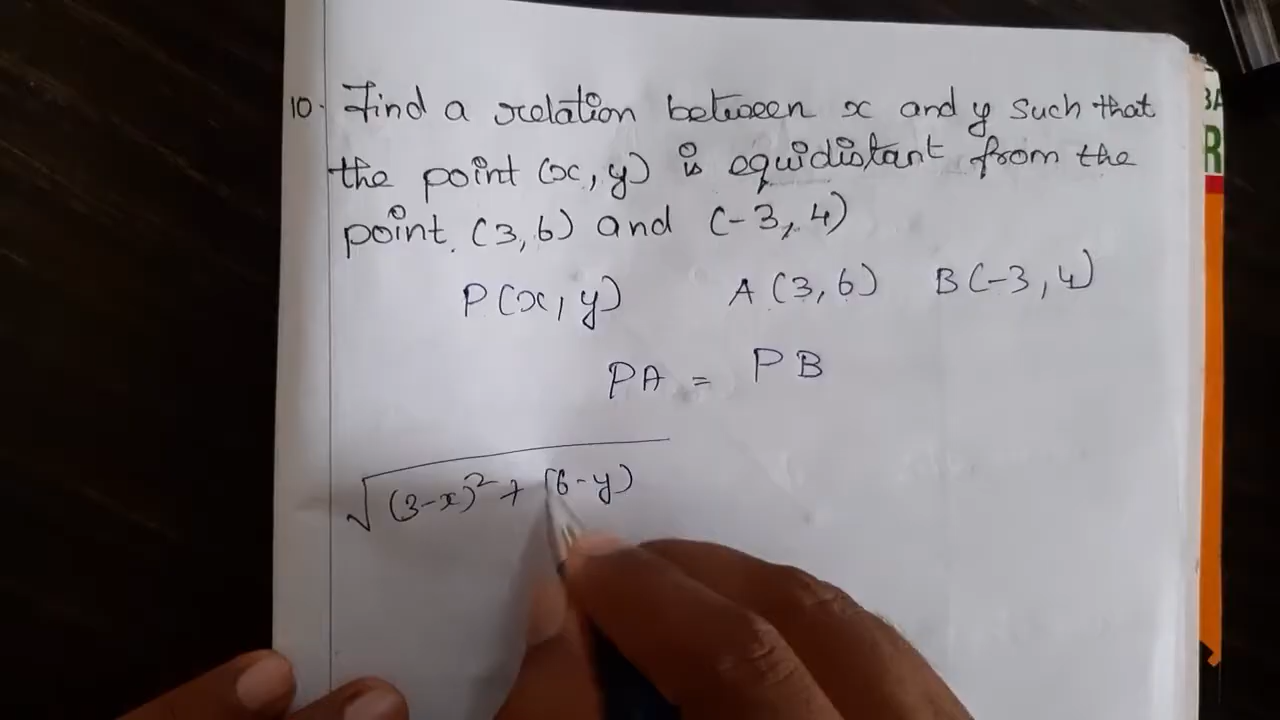 10. Find a relation between x and y such that
the point (x, y) is equidistant from the
point (3, 6) and (-3, 4)
P(x, y) A (3, 6) B (-3, 4)
PA = PB
√(3-x)² + (6-y)